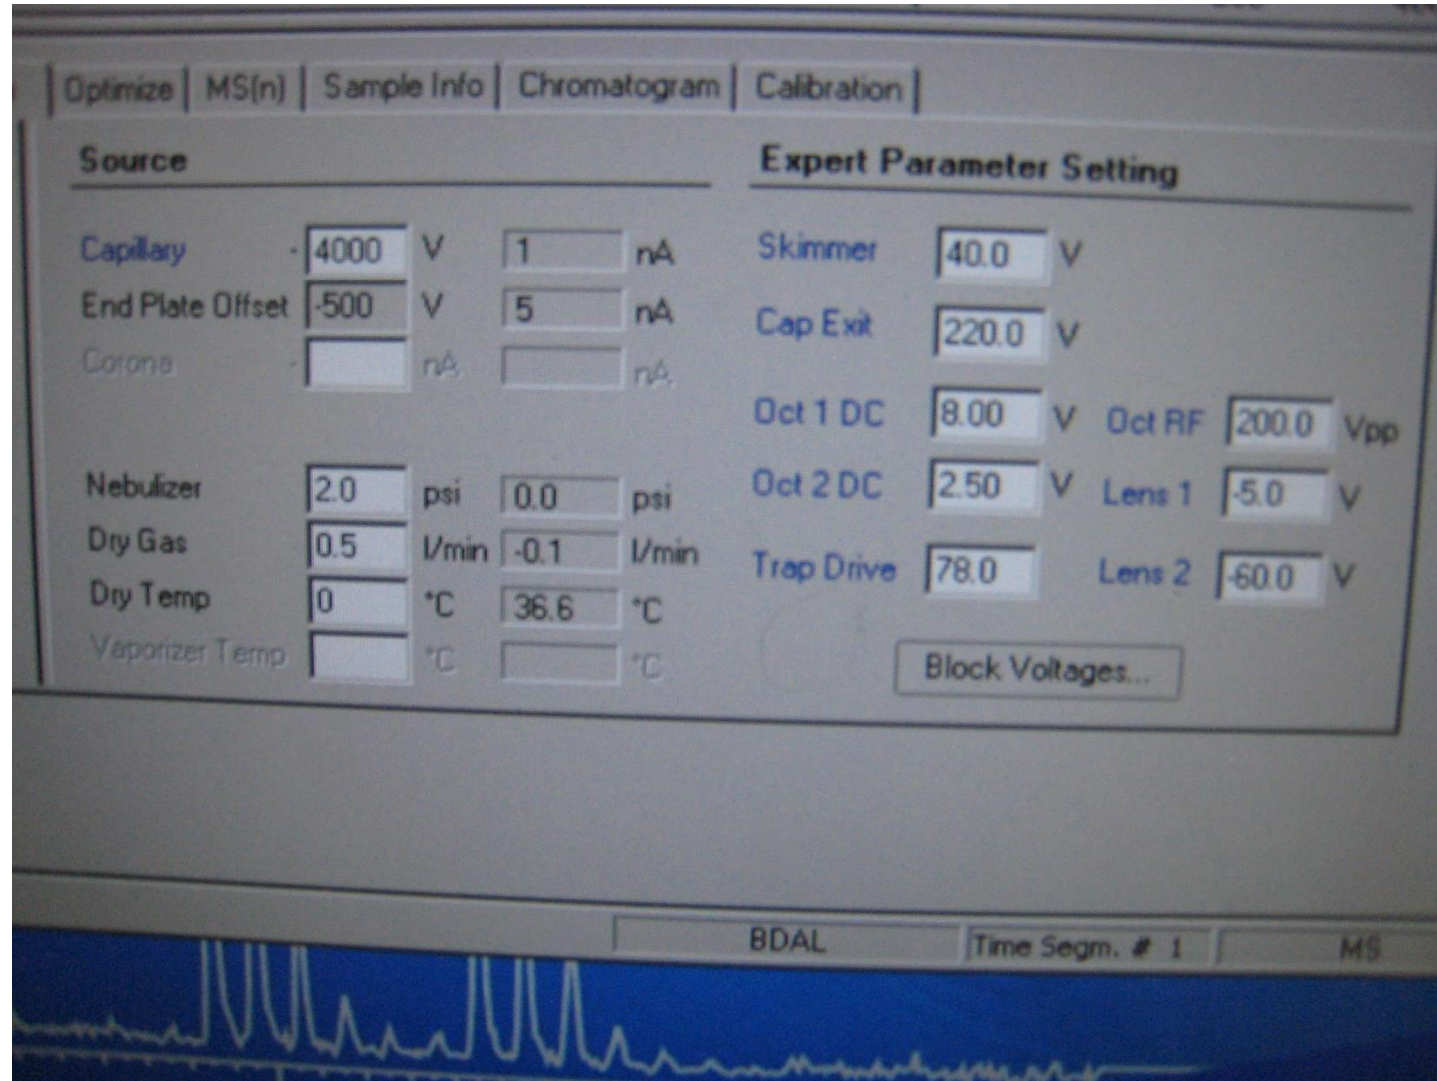 Optimize MS(n) Sample Info Chromatogram Calibration
Source
Capillary - 4000 V 1 nA
End Plate Offset -500 V 5 nA
Corona - nA nA
Nebulizer 2.0 psi 0.0 psi
Dry Gas 0.5 l/min -0.1 l/min
Dry Temp 0 °C 36.6 °C
Vaporizer Temp °C °C
Expert Parameter Setting
Skimmer 40.0 V
Cap Exit 220.0 V
Oct 1 DC 8.00 V Oct RF 200.0 Vpp
Oct 2 DC 2.50 V Lens 1 -5.0 V
Trap Drive 78.0 Lens 2 -60.0 V
Block Voltages...
BDAL Time Segm. # 1 MS